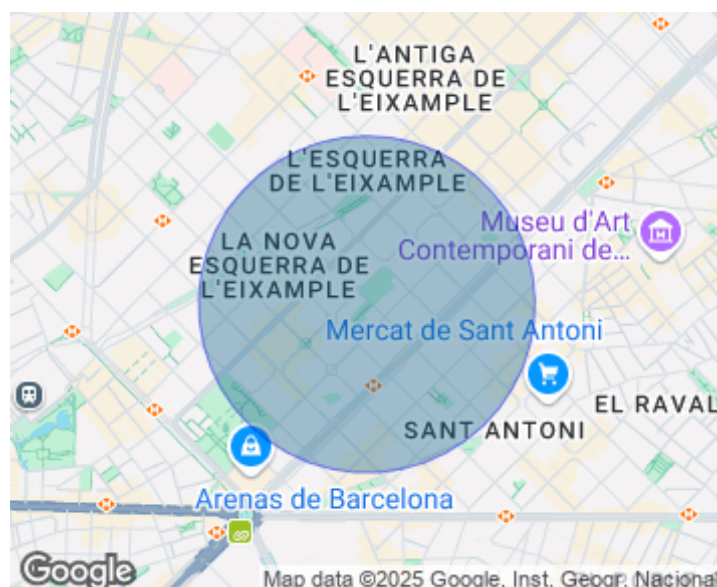 L'ANTIGA
ESQUERRA DE
L'EIXAMPLE
L'ESQUERRA
DE L'EIXAMPLE
Museu d'Art
Contemporani de...
LA NOVA
ESQUERRA DE
L'EIXAMPLE
Mercat de Sant Antoni
EL RAVAL
SANT ANTONI
Arenas de Barcelona
Google
Map data ©2025 Google, Inst. Geogr. Nacional